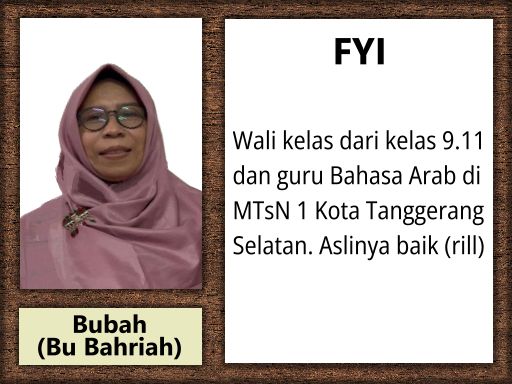 FYI
Wali kelas dari kelas 9.11
dan guru Bahasa Arab di
MTsN 1 Kota Tanggerang
Selatan. Aslinya baik (rill)
Bubah
(Bu Bahriah)